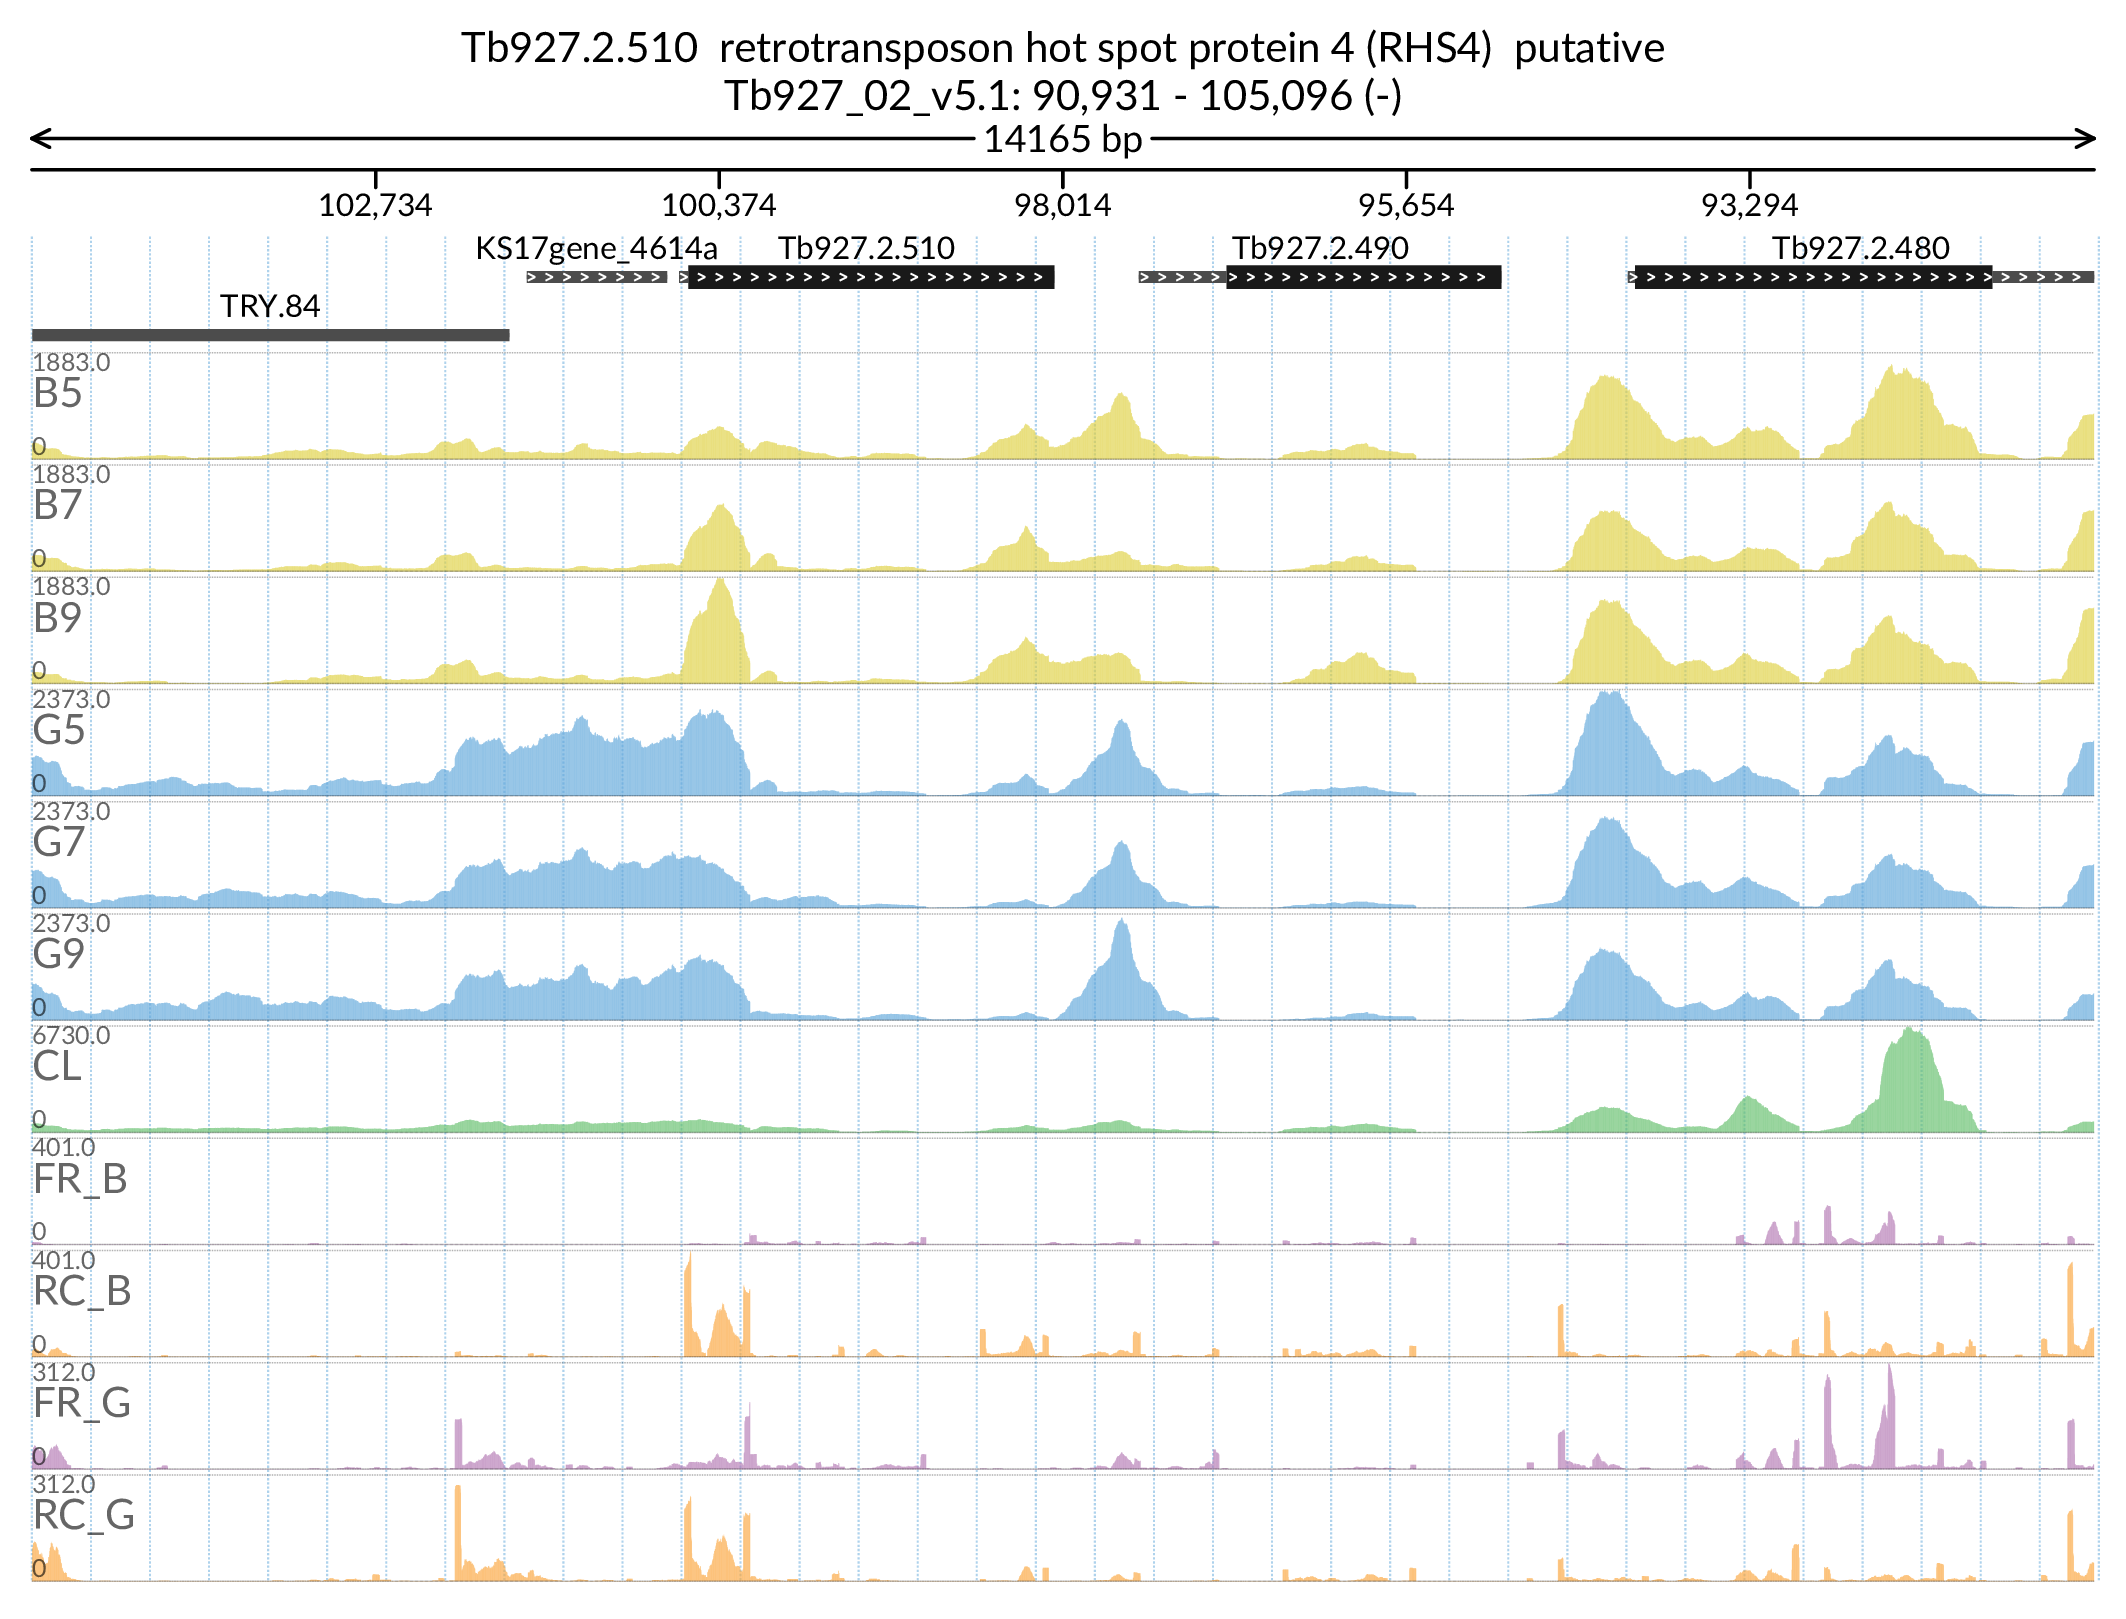 Tb927.2.510  retrotransposon hot spot protein 4 (RHS4)  putative
Tb927_02_v5.1: 90,931 - 105,096 (-)
14165 bp
102,734 100,374 98,014 95,654 93,294
KS17gene_4614a Tb927.2.510 Tb927.2.490 Tb927.2.480
TRY.84
1883.0
B5
0
1883.0
B7
0
1883.0
B9
0
2373.0
G5
0
2373.0
G7
0
2373.0
G9
0
6730.0
CL
0
401.0
FR_B
0
401.0
RC_B
0
312.0
FR_G
0
312.0
RC_G
0